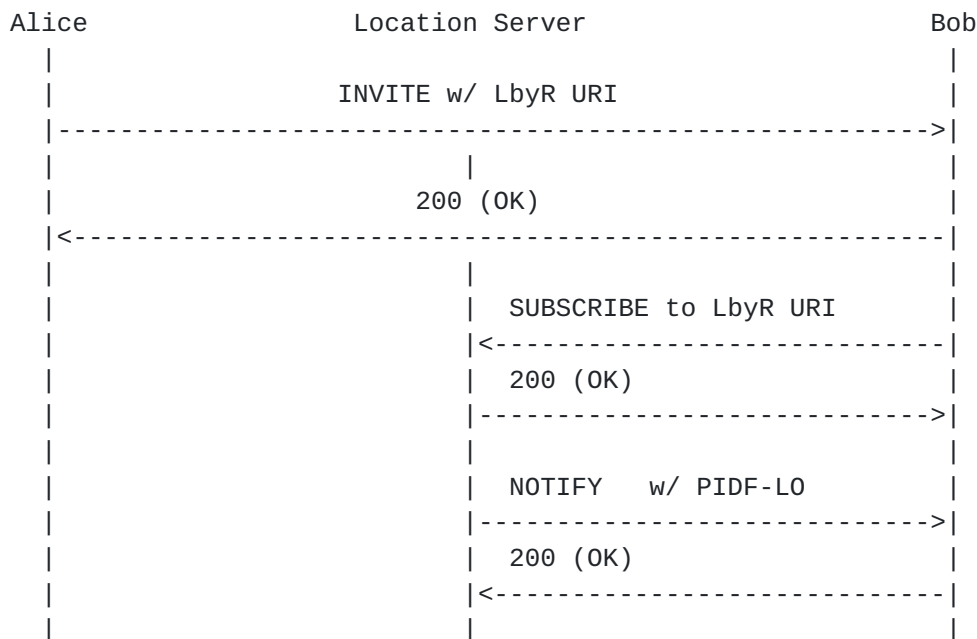 Alice                 Location Server                      Bob
  |                                                         |
  |                  INVITE w/ LbyR URI                     |
  |-------------------------------------------------------->|
  |                          |                              |
  |                       200 (OK)                          |
  |<--------------------------------------------------------|
  |                          |                              |
  |                          |  SUBSCRIBE to LbyR URI       |
  |                          |<-----------------------------|
  |                          |  200 (OK)                    |
  |                          |----------------------------->|
  |                          |                              |
  |                          |  NOTIFY   w/ PIDF-LO         |
  |                          |----------------------------->|
  |                          |  200 (OK)                    |
  |                          |<-----------------------------|
  |                          |                              |